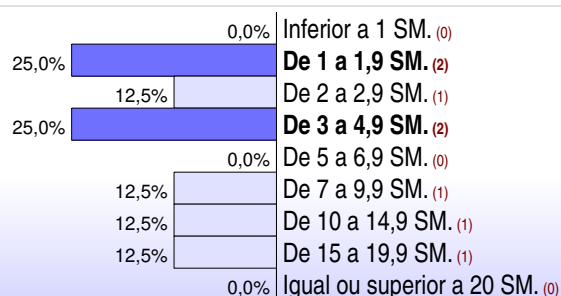 0,0% Inferior a 1 SM. (0)
25,0% De 1 a 1,9 SM. (2)
12,5% De 2 a 2,9 SM. (1)
25,0% De 3 a 4,9 SM. (2)
0,0% De 5 a 6,9 SM. (0)
12,5% De 7 a 9,9 SM. (1)
12,5% De 10 a 14,9 SM. (1)
12,5% De 15 a 19,9 SM. (1)
0,0% Igual ou superior a 20 SM. (0)